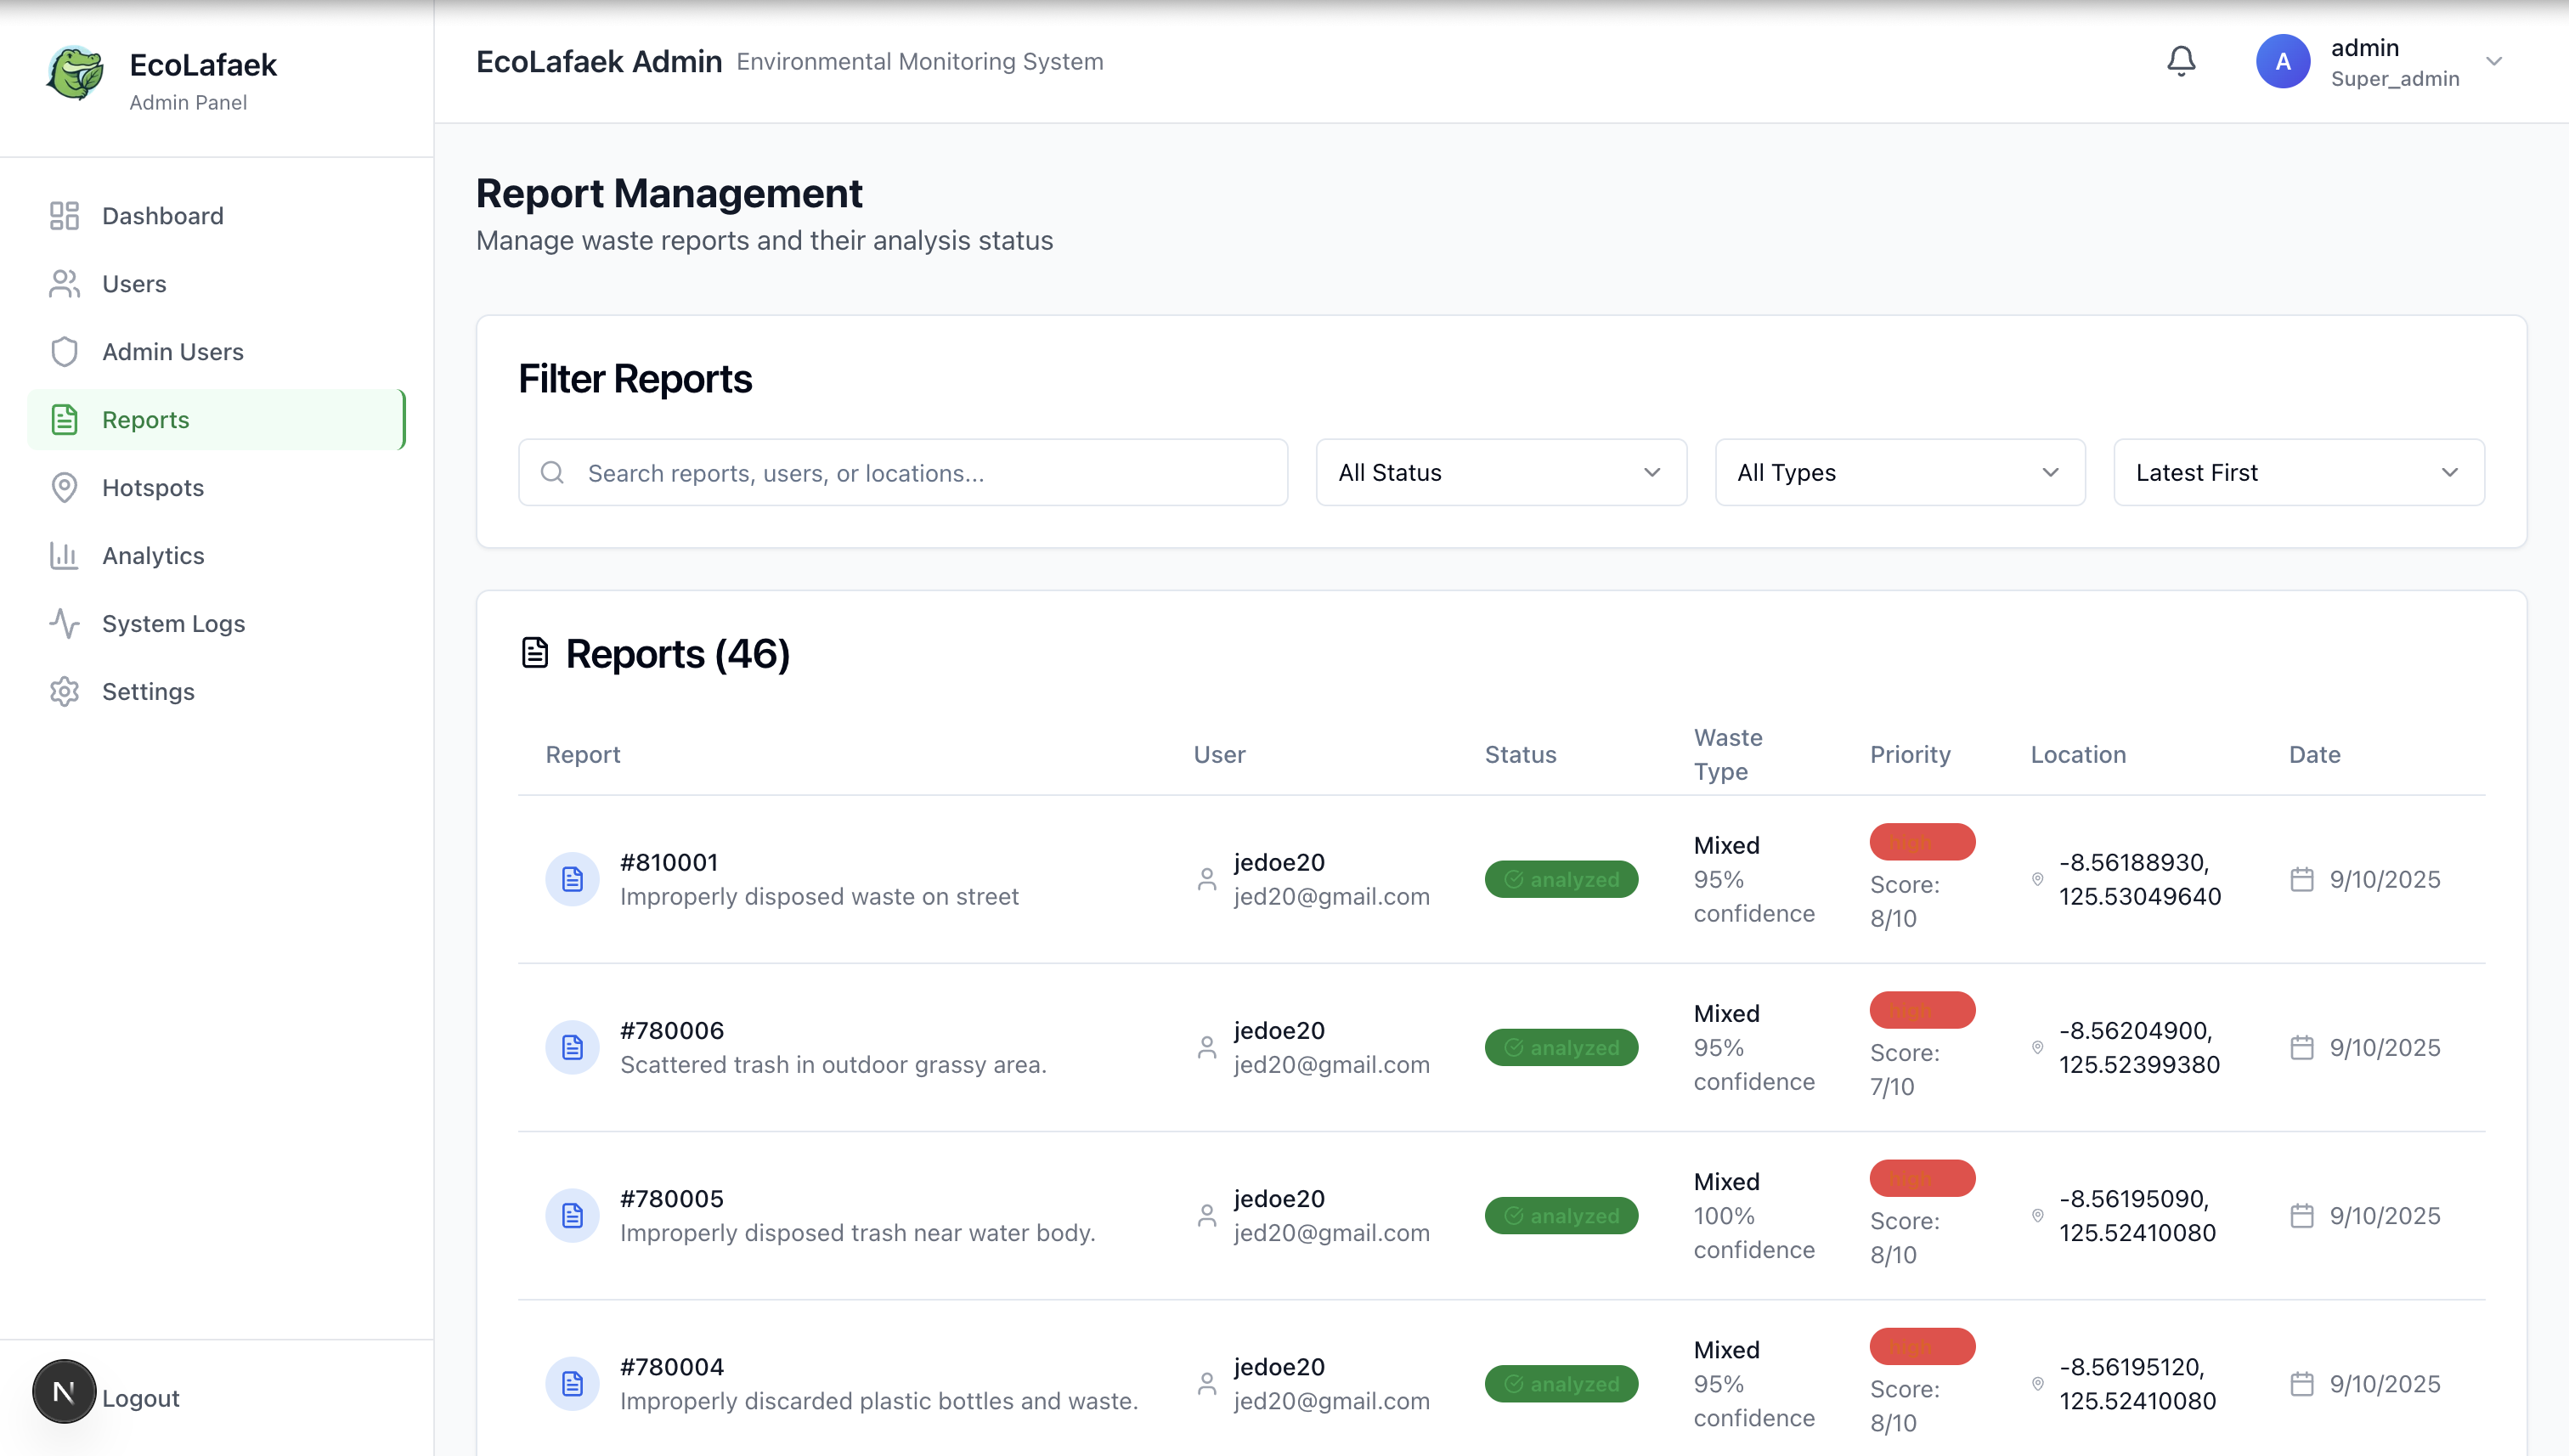 EcoLafaek
Admin Panel
Dashboard
Users
Admin Users
Reports
Hotspots
Analytics
System Logs
Settings
N
Logout
EcoLafaek Admin Environmental Monitoring System
A
admin
Super_admin
Report Management
Manage waste reports and their analysis status
Filter Reports
Search reports, users, or locations...
All Status
All Types
Latest First
Reports (46)
Report
User
Status
Waste
Type
Priority
Location
Date
#810001
Improperly disposed waste on street
jedoe20
jed20@gmail.com
analyzed
Mixed
95%
confidence
high
Score:
8/10
-8.56188930,
125.53049640
9/10/2025
#780006
Scattered trash in outdoor grassy area.
jedoe20
jed20@gmail.com
analyzed
Mixed
95%
confidence
high
Score:
7/10
-8.56204900,
125.52399380
9/10/2025
#780005
Improperly disposed trash near water body.
jedoe20
jed20@gmail.com
analyzed
Mixed
100%
confidence
high
Score:
8/10
-8.56195090,
125.52410080
9/10/2025
#780004
Improperly discarded plastic bottles and waste.
jedoe20
jed20@gmail.com
analyzed
Mixed
95%
confidence
high
Score:
8/10
-8.56195120,
125.52410080
9/10/2025